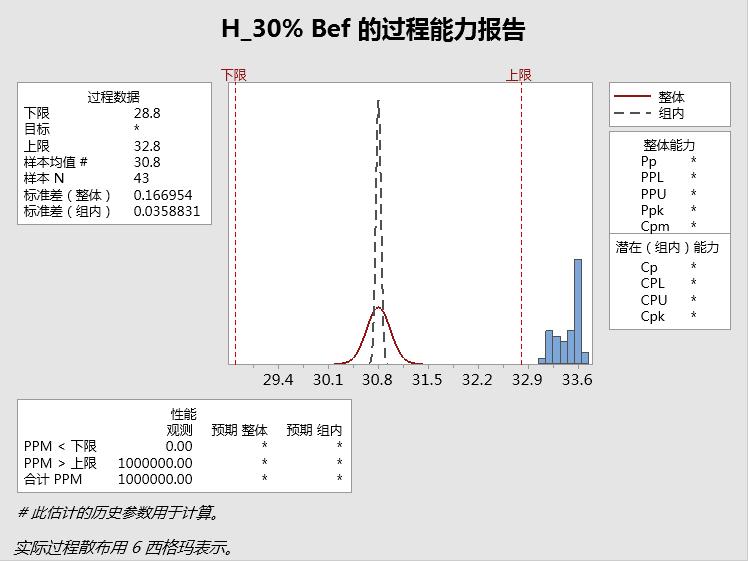 H_30% Bef 的过程能力报告
下限 上限
过程数据
下限 28.8
目标 *
上限 32.8
样本均值 # 30.8
样本 N 43
标准差（整体） 0.166954
标准差（组内） 0.0358831
整体
组内
整体能力
Pp *
PPL *
PPU *
Ppk *
Cpm *
潜在（组内）能力
Cp *
CPL *
CPU *
Cpk *
29.4 30.1 30.8 31.5 32.2 32.9 33.6
性能
观测 预期 整体 预期 组内
PPM < 下限 0.00 * *
PPM > 上限 1000000.00 * *
合计 PPM 1000000.00 * *
# 此估计的历史参数用于计算。
实际过程散布用 6 西格玛表示。